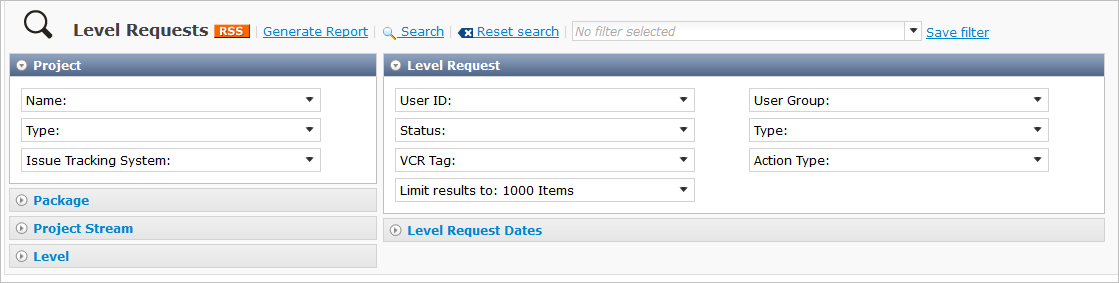 Level Requests RSS Generate Report Search Reset search No filter selected Save filter
Project
Name:
Type:
Issue Tracking System:
Package
Project Stream
Level
Level Request
User ID: User Group:
Status: Type:
VCR Tag: Action Type:
Limit results to: 1000 Items
Level Request Dates